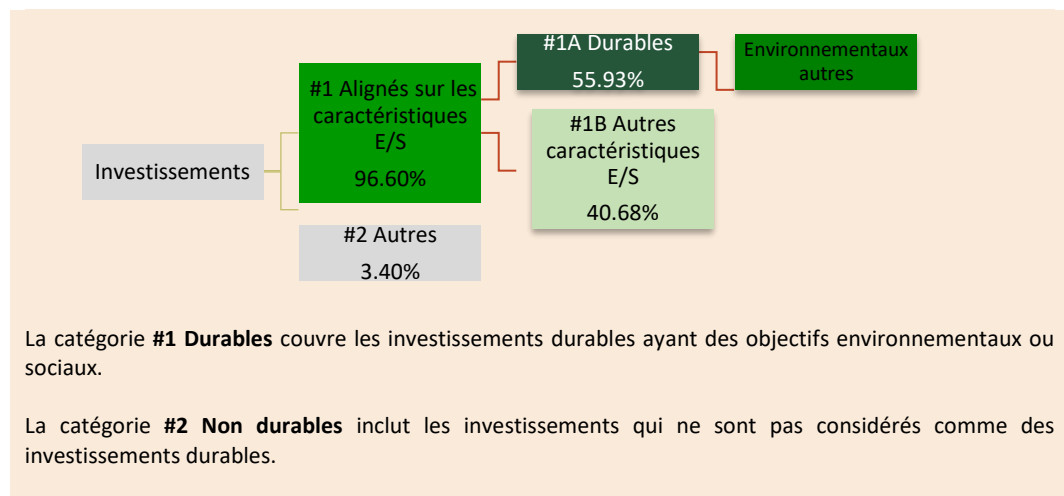 Investissements
#1 Alignés sur les
caractéristiques
E/S
96.60%
#2 Autres
3.40%
#1A Durables
55.93%
#1B Autres
caractéristiques
E/S
40.68%
Environnementaux
autres
La catégorie #1 Durables couvre les investissements durables ayant des objectifs environnementaux ou
sociaux.
La catégorie #2 Non durables inclut les investissements qui ne sont pas considérés comme des
investissements durables.